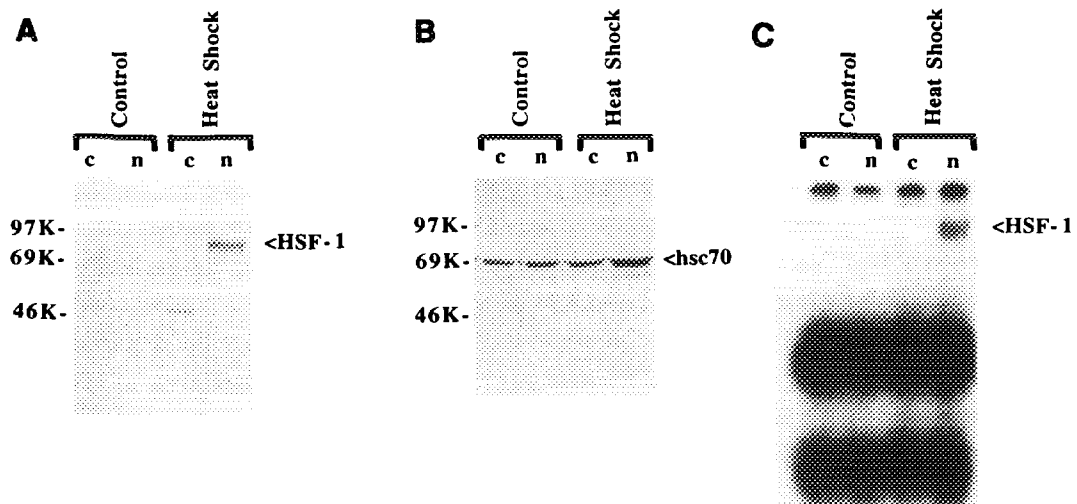 A
Control
Heat Shock
c n c n
97K-
69K-
46K-
<HSF-1
B
Control
Heat Shock
c n c n
97K-
69K-
46K-
<hsc70
C
Control
Heat Shock
c n c n
<HSF-1